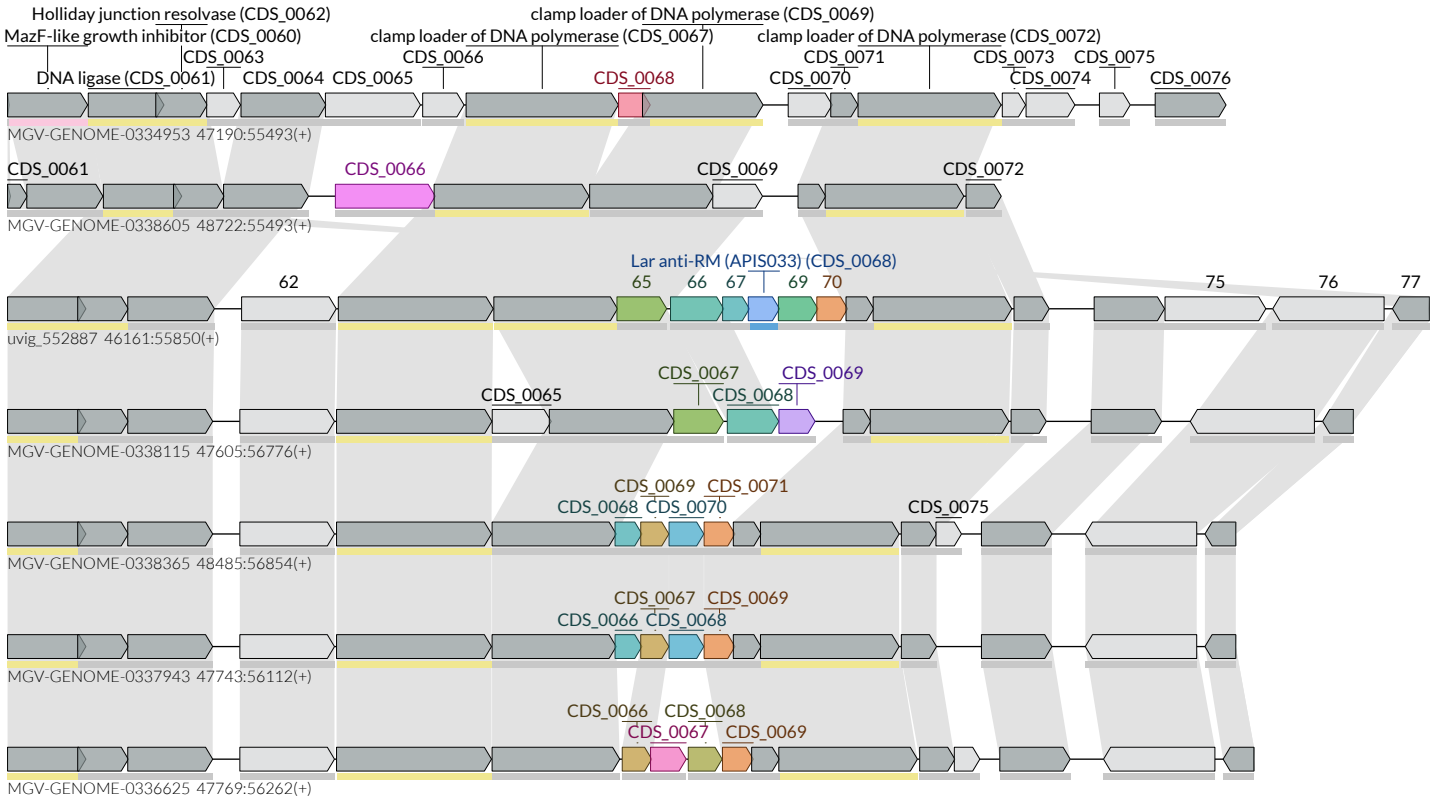 Holliday junction resolvase (CDS_0062)
clamp loader of DNA polymerase (CDS_0069)
MazF-like growth inhibitor (CDS_0060)
clamp loader of DNA polymerase (CDS_0067)
clamp loader of DNA polymerase (CDS_0072)
CDS_0063
CDS_0066
CDS_0071
CDS_0073
CDS_0075
DNA ligase (CDS_0061)
CDS_0064
CDS_0065
CDS_0068
CDS_0070
CDS_0074
CDS_0076
MGV-GENOME-0334953 47190:55493(+)
CDS_0061
CDS_0066
CDS_0069
CDS_0072
MGV-GENOME-0338605 48722:55493(+)
Lar anti-RM (APIS033) (CDS_0068)
62
65
66
67
69
70
75
76
77
uvig_552887 46161:55850(+)
CDS_0067
CDS_0069
CDS_0065
CDS_0068
MGV-GENOME-0338115 47605:56776(+)
CDS_0069
CDS_0071
CDS_0068
CDS_0070
CDS_0075
MGV-GENOME-0338365 48485:56854(+)
CDS_0067
CDS_0069
CDS_0066
CDS_0068
MGV-GENOME-0337943 47743:56112(+)
CDS_0066
CDS_0068
CDS_0067
CDS_0069
MGV-GENOME-0336625 47769:56262(+)